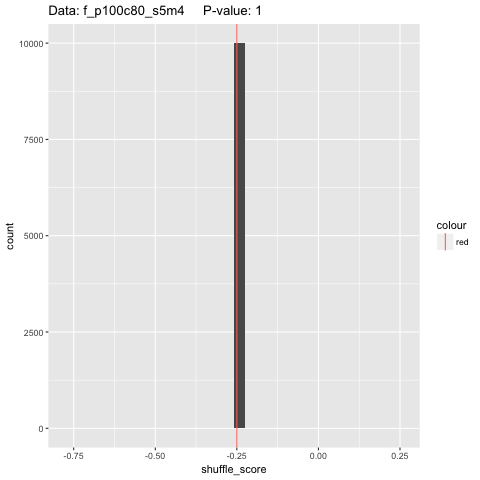 Data: f_p100c80_s5m4 P-value: 1
10000
7500
5000
2500
0
count
-0.75 -0.50 -0.25 0.00 0.25
shuffle_score
colour
red